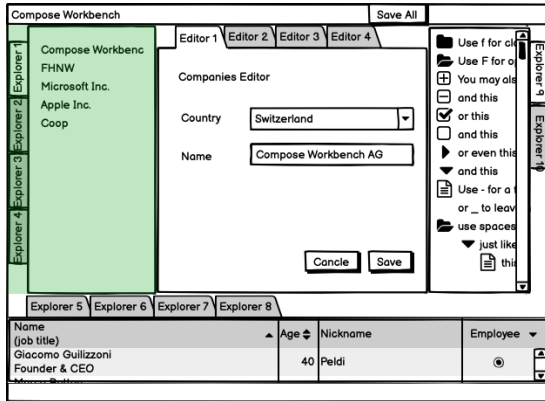 Compose Workbench
Save All
Explorer 1
Explorer 2
Explorer 3
Explorer 4
Compose Workbenc
FHNW
Microsoft Inc.
Apple Inc.
Coop
Editor 1 Editor 2 Editor 3 Editor 4
Companies Editor
Country Switzerland
Name Compose Workbench AG
Cancle Save
Use f for
Use F for
You may als
and this
or this
and this
or even this
and this
Use - for a
or _ to leav
use spaces
just like
this
Explorer 9
Explorer 10
Explorer 5 Explorer 6 Explorer 7 Explorer 8
Name
(job title)
Age Nickname Employee
Giacomo Guilizzoni
Founder & CEO
40 Peldi